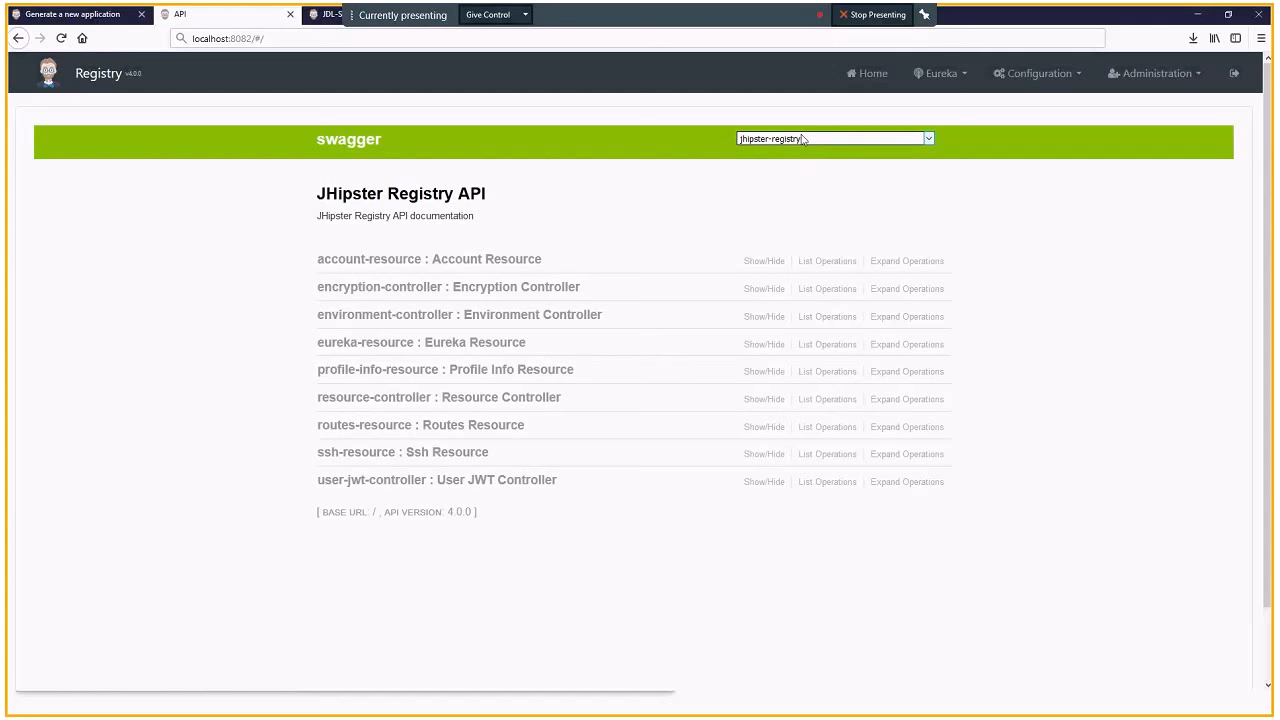 Generate a new application
API
JDL-S
Currently presenting
Give Control
Stop Presenting
localhost:8082/#/
Registry v4.0.0
Home
Eureka
Configuration
Administration
swagger
jhipster-registry
JHipster Registry API
JHipster Registry API documentation
account-resource : Account Resource Show/Hide List Operations Expand Operations
encryption-controller : Encryption Controller Show/Hide List Operations Expand Operations
environment-controller : Environment Controller Show/Hide List Operations Expand Operations
eureka-resource : Eureka Resource Show/Hide List Operations Expand Operations
profile-info-resource : Profile Info Resource Show/Hide List Operations Expand Operations
resource-controller : Resource Controller Show/Hide List Operations Expand Operations
routes-resource : Routes Resource Show/Hide List Operations Expand Operations
ssh-resource : Ssh Resource Show/Hide List Operations Expand Operations
user-jwt-controller : User JWT Controller Show/Hide List Operations Expand Operations
[ BASE URL: / , API VERSION: 4.0.0 ]